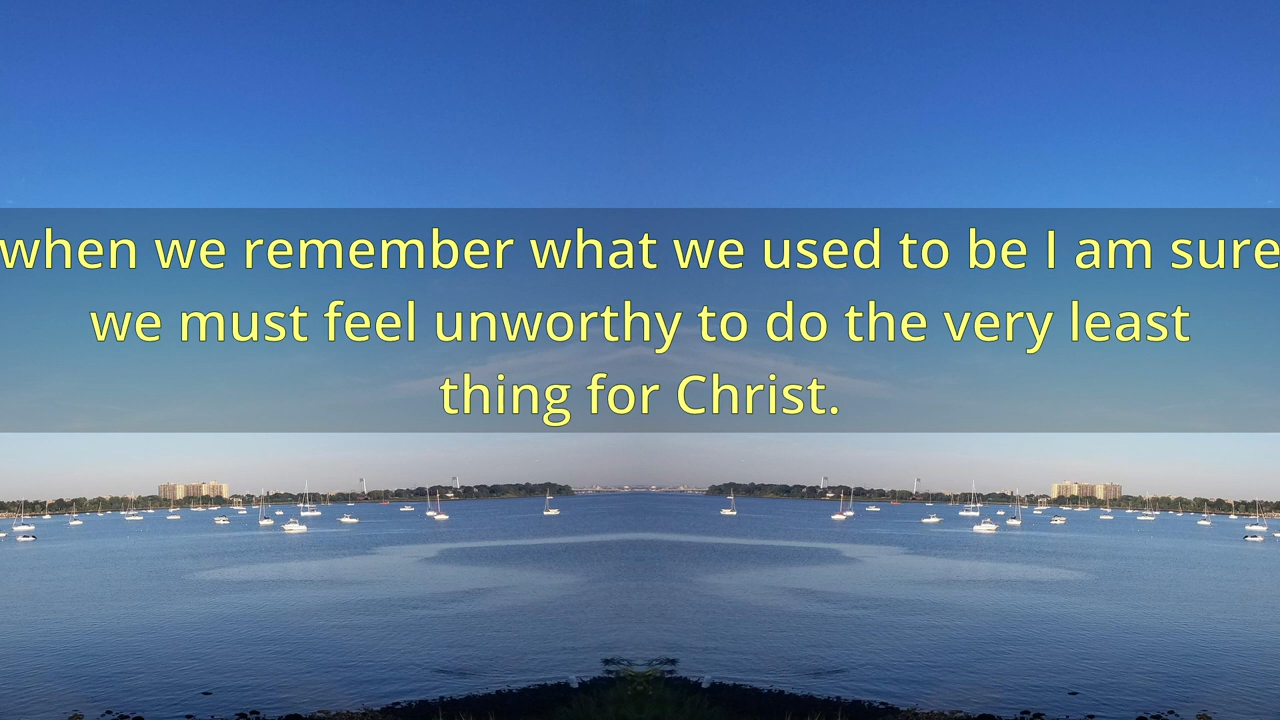 when we remember what we used to be I am sure
we must feel unworthy to do the very least
thing for Christ.